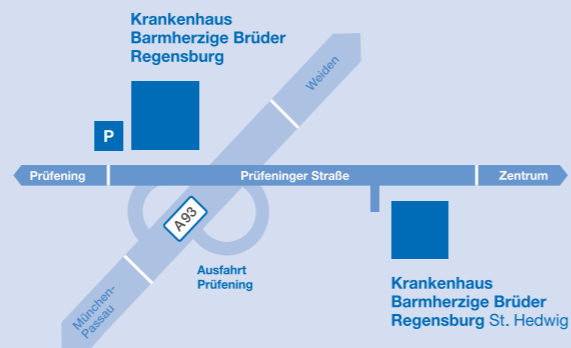 Krankenhaus
Barmherzige Brüder
Regensburg
Weiden
P
Prüfening
Prüfeninger Straße
Zentrum
A 93
Ausfahrt
Prüfening
München-
Passau
Krankenhaus
Barmherzige Brüder
Regensburg St. Hedwig